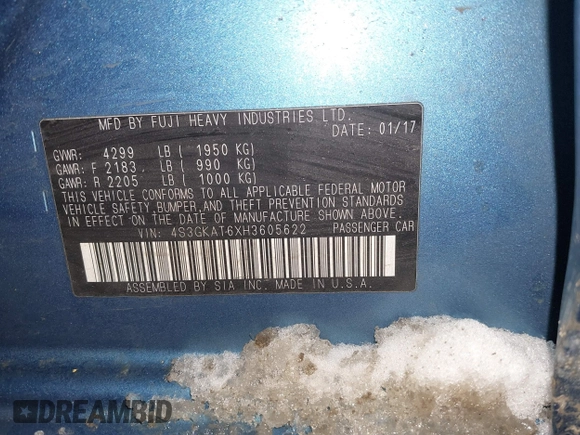 MFD BY FUJI HEAVY INDUSTRIES LTD.
DATE: 01/17
GVWR: 4299 LB ( 1950 KG)
GAWR: F 2183. LB ( 990 KG)
GAWR: R 2205 LB ( 1000 KG)
THIS VEHICLE CONFORMS TO ALL APPLICABLE FEDERAL MOTOR
VEHICLE SAFETY ,BUMPER,AND THEFT PREVENTION STANDARDS
IN EFFECT ON THE DATE OF MANUFACTURE SHOWN ABOVE.
VIN: 4S3GKAT6XH3605622 PASSENGER CAR
ASSEMBLED BY SIA INC. MADE IN U.S.A.
DREAMBID